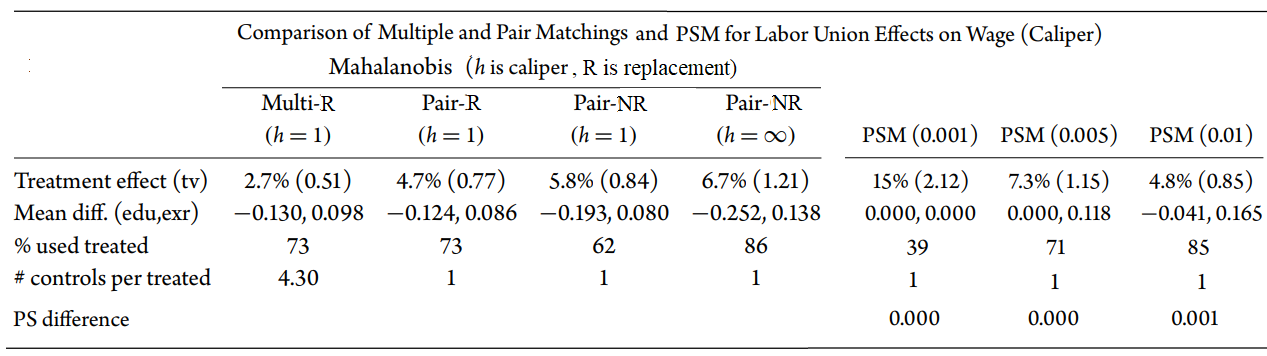 Comparison of Multiple and Pair Matchings and PSM for Labor Union Effects on Wage (Caliper)
Mahalanobis (h is caliper , R is replacement)
Multi-R Pair-R Pair-NR Pair-NR
(h = 1) (h = 1) (h = 1) (h = ∞) PSM (0.001) PSM (0.005) PSM (0.01)
Treatment effect (tv) 2.7% (0.51) 4.7% (0.77) 5.8% (0.84) 6.7% (1.21) 15% (2.12) 7.3% (1.15) 4.8% (0.85)
Mean diff. (edu,exr) −0.130, 0.098 −0.124, 0.086 −0.193, 0.080 −0.252, 0.138 0.000, 0.000 0.000, 0.118 −0.041, 0.165
% used treated 73 73 62 86 39 71 85
# controls per treated 4.30 1 1 1 1 1 1
PS difference 0.000 0.000 0.001